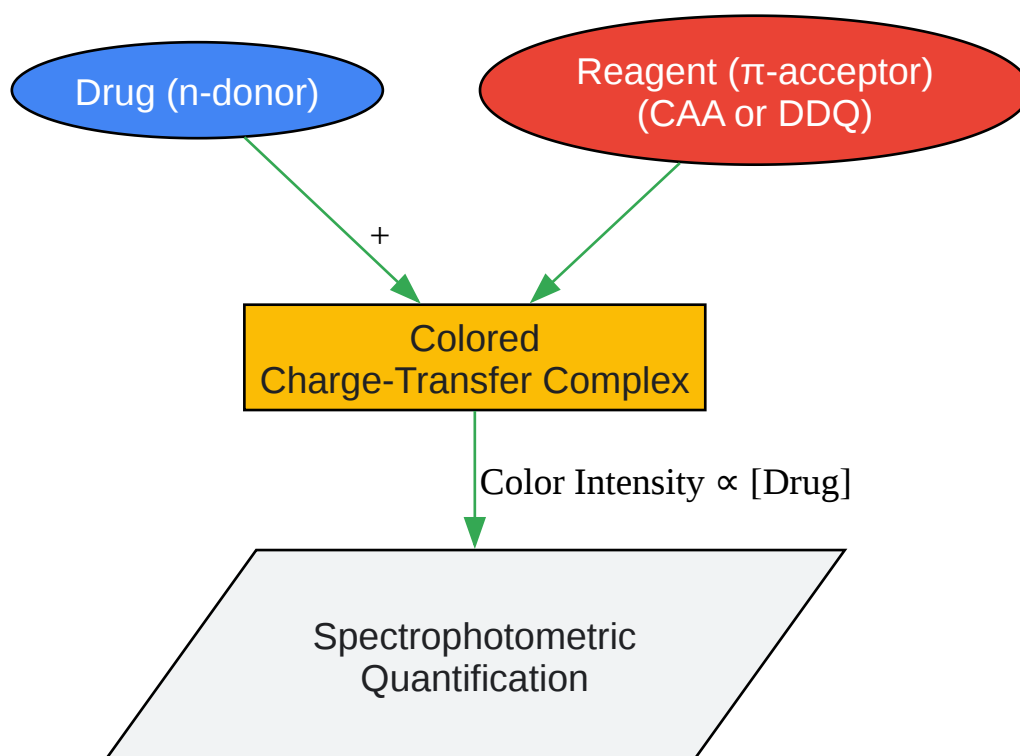 Drug (n-donor)
Reagent (π-acceptor)
(CAA or DDQ)
+
Colored
Charge-Transfer Complex
Color Intensity ∝ [Drug]
Spectrophotometric
Quantification